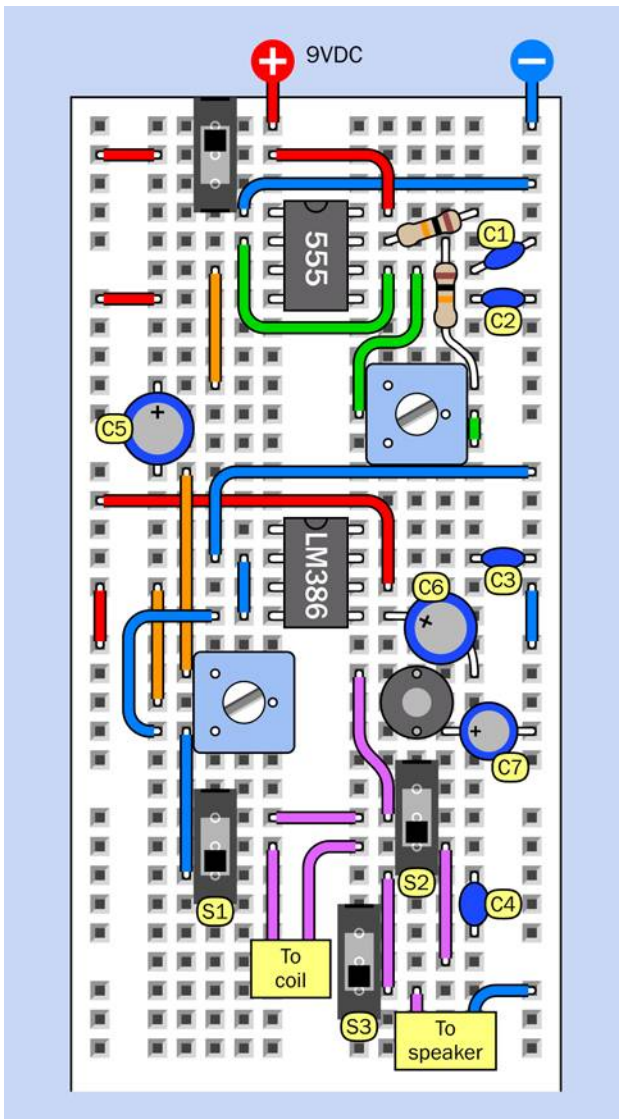 +
9VDC
−
555
C1
C2
C5
+
LM386
C3
C6
+
C7
+
S1
S2
C4
To
coil
S3
To
speaker